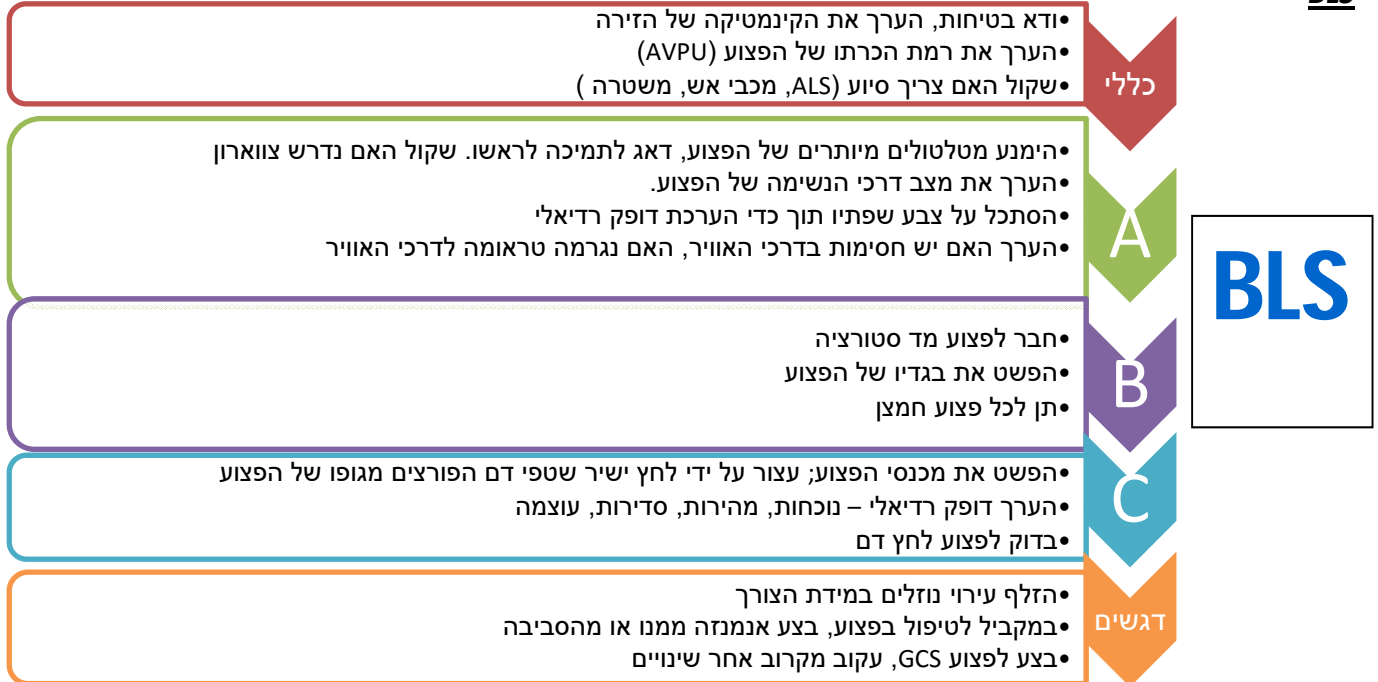 BLS
כללי
•ודא בטיחות, הערך את הקינמטיקה של הזירה
•הערך את רמת הכרתו של הפצוע (AVPU)
•שקול האם צריך סיוע (ALS, מכבי אש, משטרה )
A
•הימנע מטלטולים מיותרים של הפצוע, דאג לתמיכה לראשו. שקול האם נדרש צווארון
•הערך את מצב דרכי הנשימה של הפצוע.
•הסתכל על צבע שפתיו תוך כדי הערכת דופק רדיאלי
•הערך האם יש חסימות בדרכי האוויר, האם נגרמה טראומה לדרכי האוויר
BLS
B
•חבר לפצוע מד סטורציה
•הפשט את בגדיו של הפצוע
•תן לכל פצוע חמצן
C
•הפשט את מכנסי הפצוע; עצור על ידי לחץ ישיר שטפי דם הפורצים מגופו של הפצוע
•הערך דופק רדיאלי – נוכחות, מהירות, סדירות, עוצמה
•בדוק לפצוע לחץ דם
דגשים
•הזלף עירוי נוזלים במידת הצורך
•במקביל לטיפול בפצוע, בצע אנמנזה ממנו או מהסביבה
•בצע לפצוע GCS, עקוב מקרוב אחר שינויים